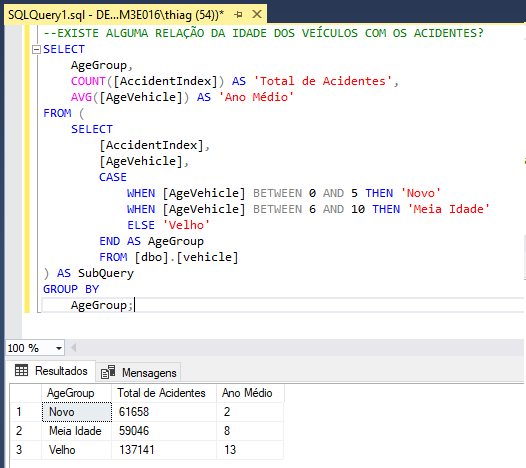 SQLQuery1.sql - DE...M3E016\thiag (54))*
--EXISTE ALGUMA RELAÇÃO DA IDADE DOS VEÍCULOS COM OS ACIDENTES?
SELECT
AgeGroup,
COUNT([AccidentIndex]) AS 'Total de Acidentes',
AVG([AgeVehicle]) AS 'Ano Médio'
FROM (
SELECT
[AccidentIndex],
[AgeVehicle],
CASE
WHEN [AgeVehicle] BETWEEN 0 AND 5 THEN 'Novo'
WHEN [AgeVehicle] BETWEEN 6 AND 10 THEN 'Meia Idade'
ELSE 'Velho'
END AS AgeGroup
FROM [dbo].[vehicle]
) AS SubQuery
GROUP BY
AgeGroup;
100 %
Resultados Mensagens
AgeGroup Total de Acidentes Ano Médio
1 Novo 61658 2
2 Meia Idade 59046 8
3 Velho 137141 13